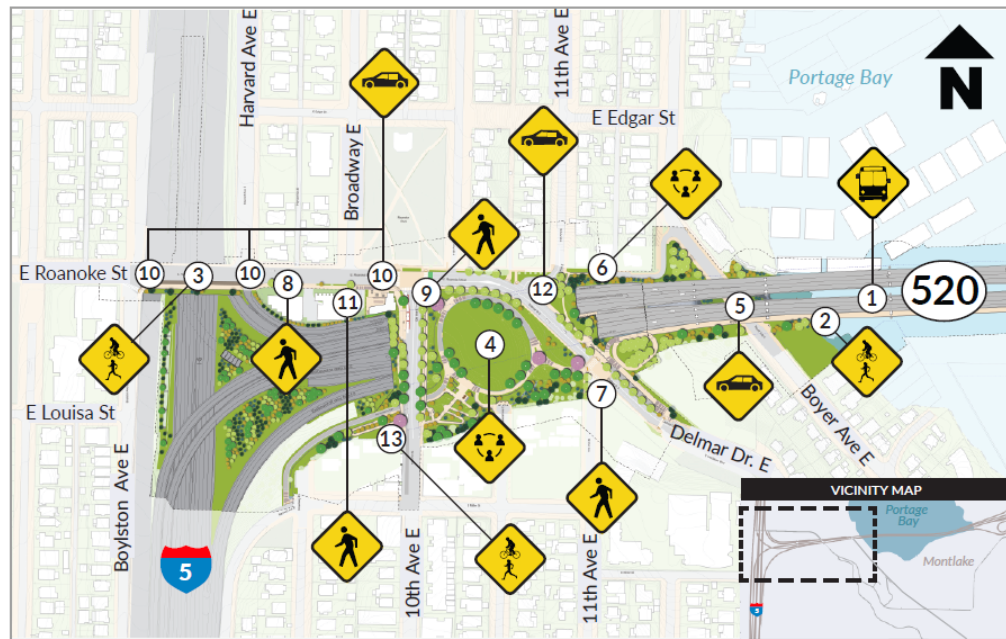 Harvard Ave E
11th Ave E
Portage Bay
N
E Edgar St
Broadway E
E Roanoke St
10
3
10
8
11
10
9
12
6
5
1
520
2
4
7
E Louisa St
13
Boyer Ave E
Delmar Dr. E
Boylston Ave E
5
10th Ave E
11th Ave E
VICINITY MAP
Portage
Bay
Montlake
5